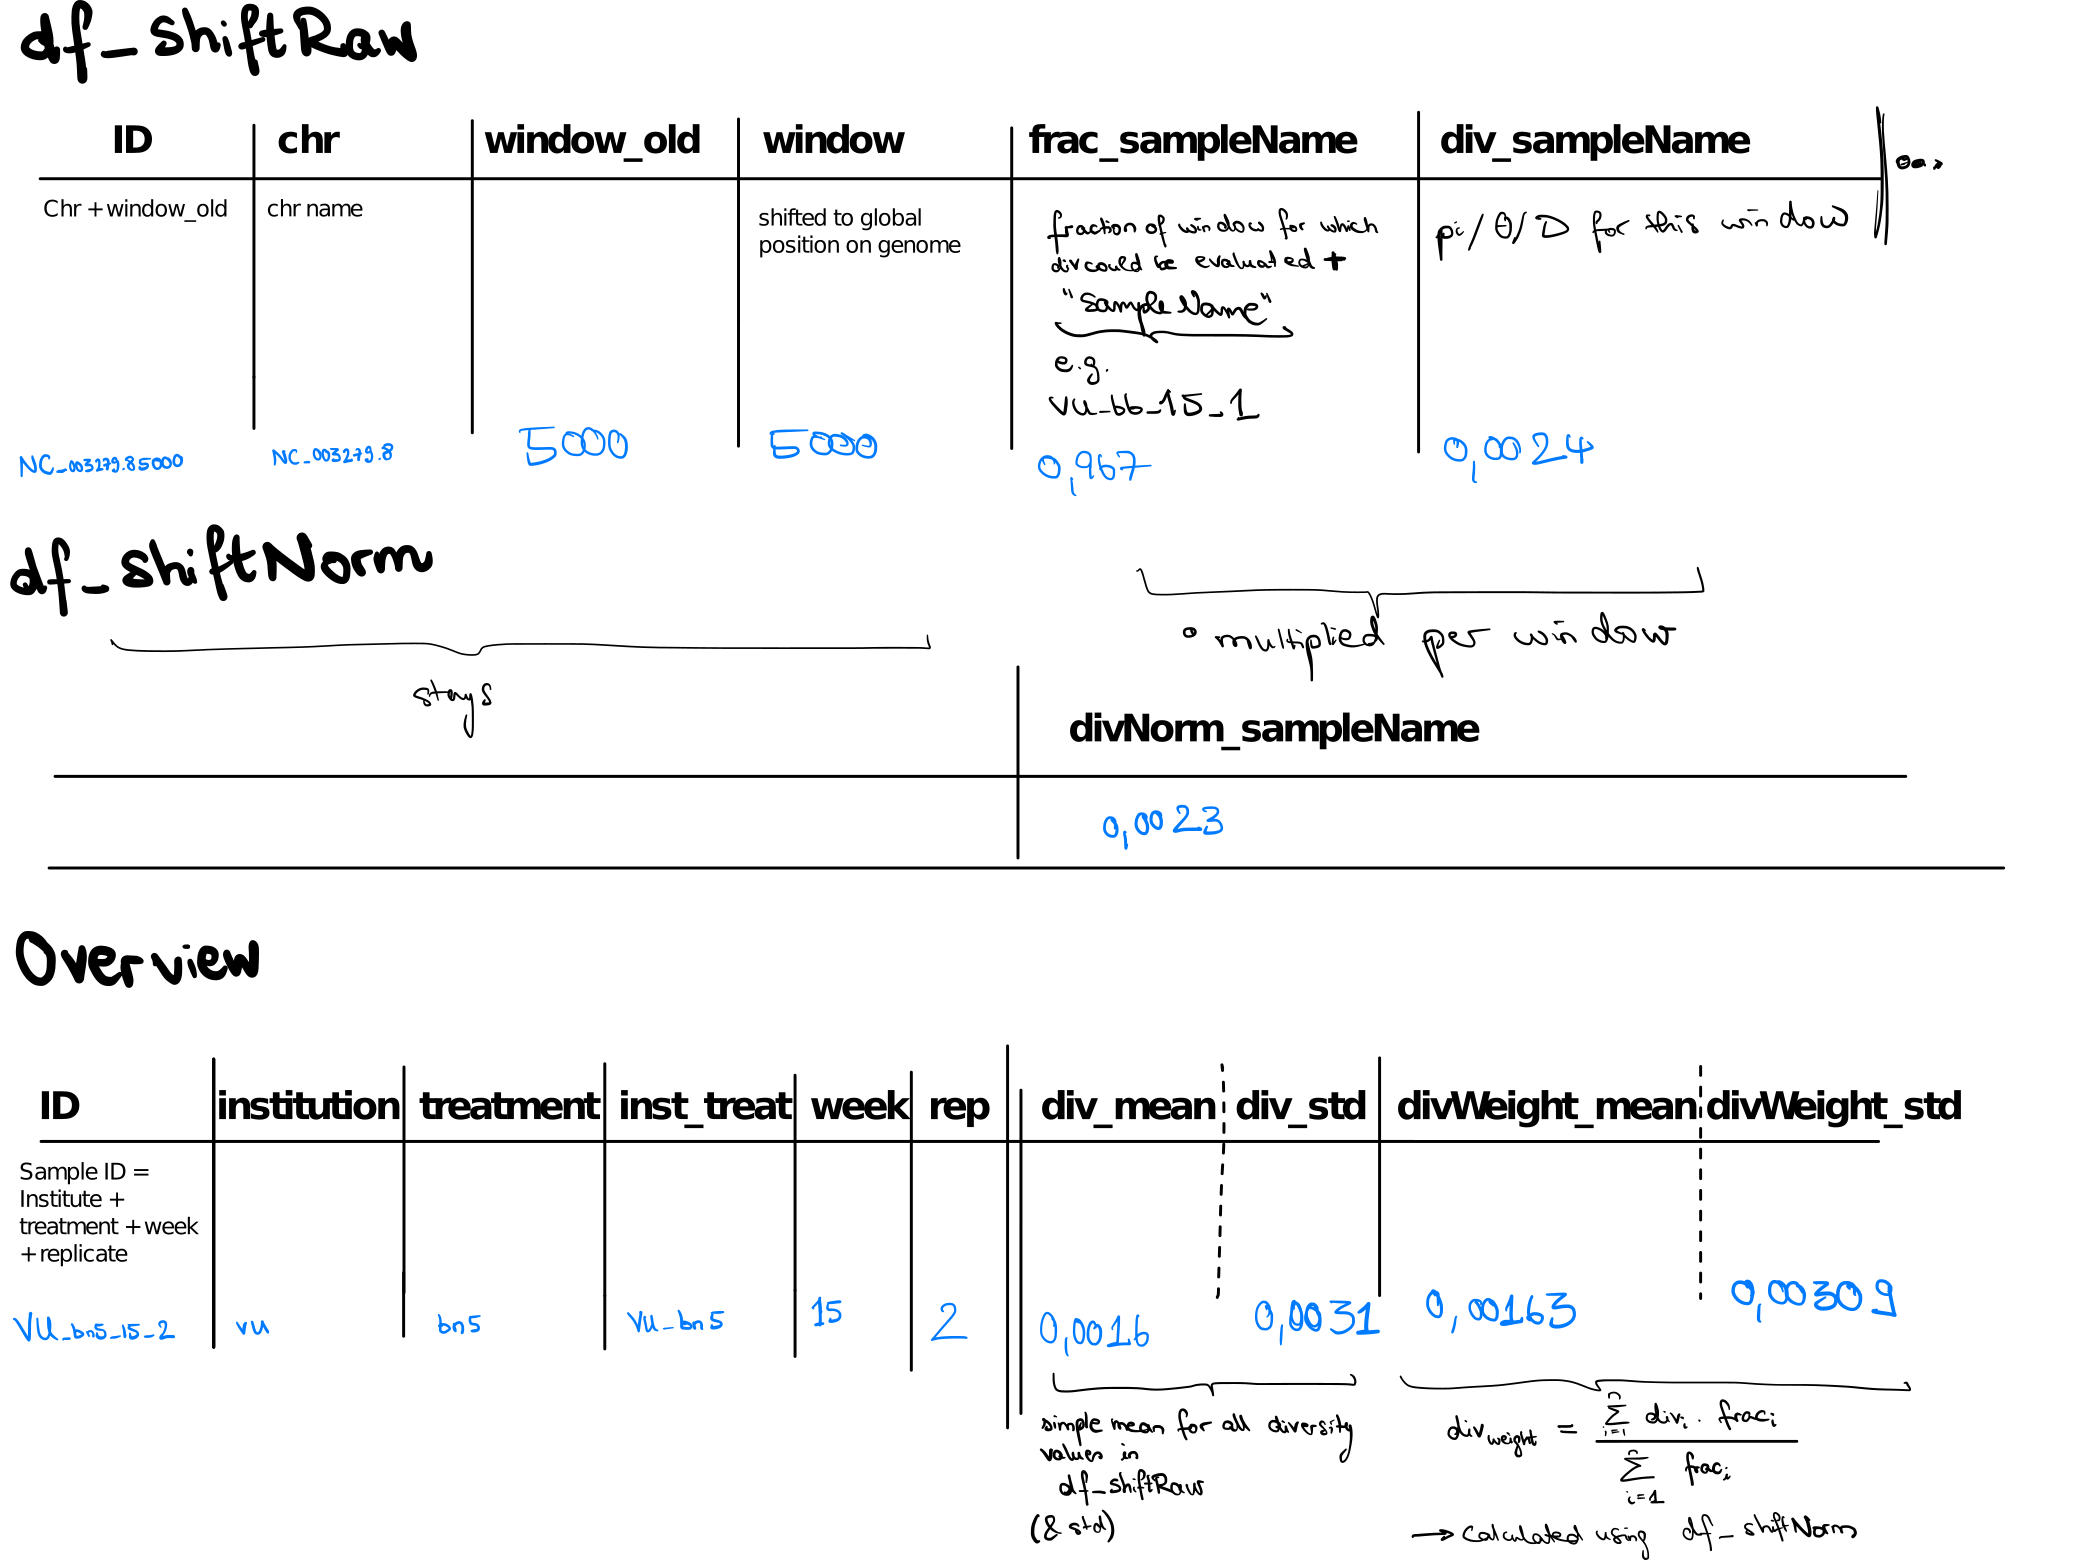 df_shiftRaw
ID chr window_old window frac_sampleName div_sampleName ...
Chr + window_old chr name shifted to global position on genome
fraction of window for which
div could be evaluated +
"sampleName"
e.g.
vu_bb_15_1
pi/θ/D for this window
NC_003279.85000 NC_003279.8 5000 5000 0,967 0,0024
df_shiftNorm
stays
• multiplied per window
divNorm_sampleName
0,0023
Overview
ID institution treatment inst_treat week rep div_mean div_std divWeight_mean divWeight_std
Sample ID =
Institute +
treatment + week
+ replicate
VU_bn5_15_2 vu bn5 VU_bn5 15 2 0,0016 0,0031 0,00163 0,00309
simple mean for all diversity
values in
df_shiftRaw
(& std)
div_weight = ∑_{i=1}^{n} div_i · frac_i / ∑_{i=1}^{n} frac_i
→ calculated using df_shiftNorm